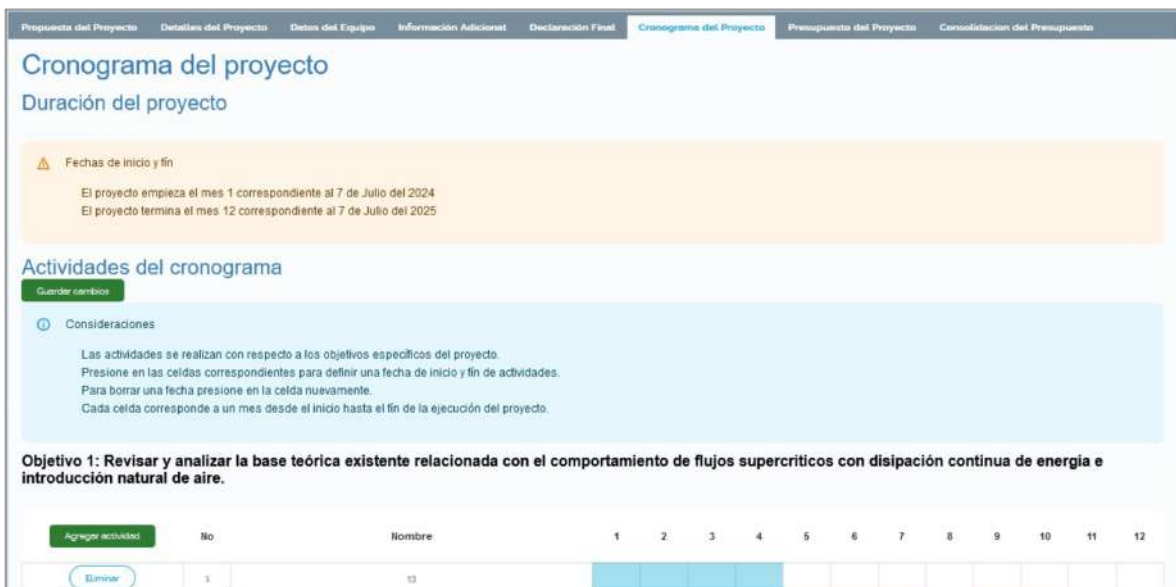 Propuesta del Proyecto Detalles del Proyecto Datos del Equipo Información Adicional Declaración Final Cronograma del Proyecto Presupuesto del Proyecto Consolidacion del Presupuesto
Cronograma del proyecto
Duración del proyecto
Fechas de inicio y fín
El proyecto empieza el mes 1 correspondiente al 7 de Julio del 2024
El proyecto termina el mes 12 correspondiente al 7 de Julio del 2025
Actividades del cronograma
Guardar cambios
Consideraciones
Las actividades se realizan con respecto a los objetivos específicos del proyecto.
Presione en las celdas correspondientes para definir una fecha de inicio y fín de actividades.
Para borrar una fecha presione en la celda nuevamente.
Cada celda corresponde a un mes desde el inicio hasta el fín de la ejecución del proyecto.
Objetivo 1: Revisar y analizar la base teórica existente relacionada con el comportamiento de flujos supercríticos con disipación continua de energía e
introducción natural de aire.
Agregar actividad No Nombre 1 2 3 4 5 6 7 8 9 10 11 12
Eliminar 13